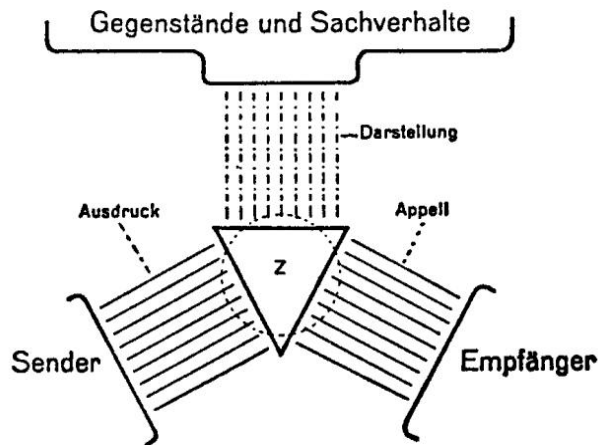 Gegenstände und Sachverhalte
Darstellung
Ausdruck
Appell
Z
Sender
Empfänger